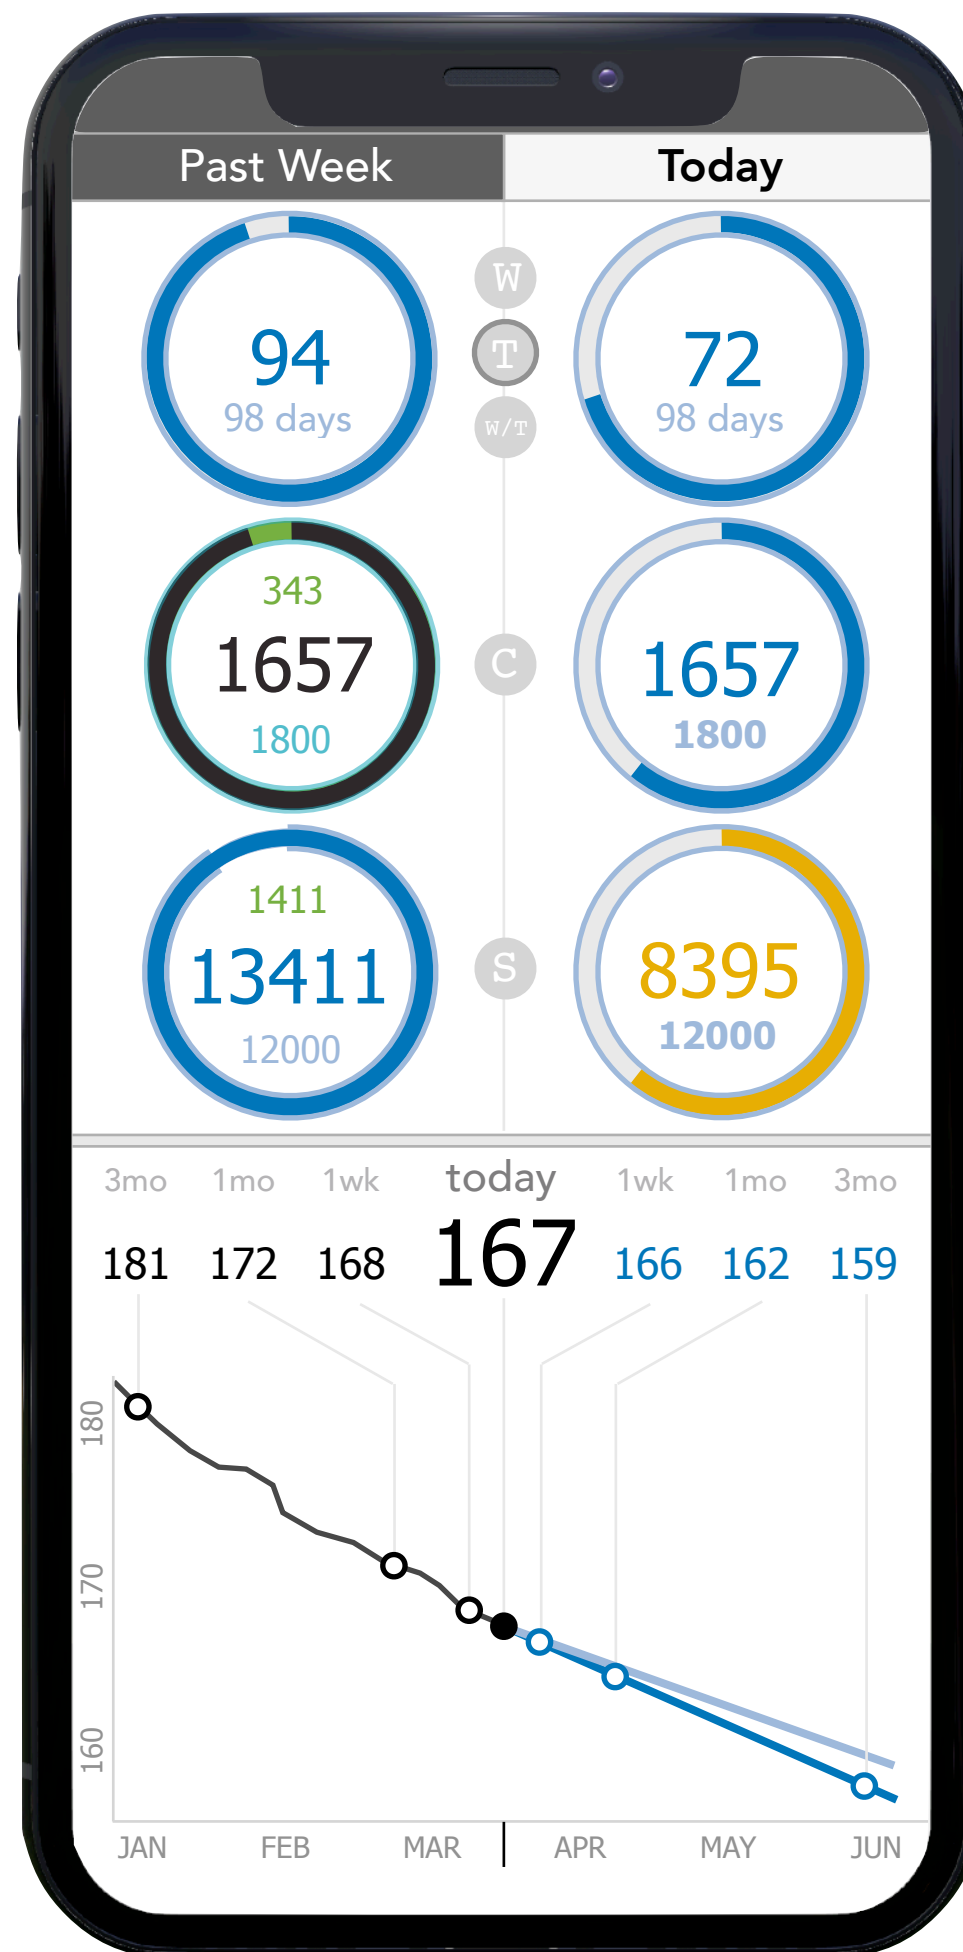 Past Week Today
W
T
94 72
98 days W/T 98 days
343
1657 C 1657
1800 1800
1411
13411 S 8395
12000 12000
3mo 1mo 1wk today 1wk 1mo 3mo
181 172 168 167 166 162 159
180
170
160
JAN FEB MAR APR MAY JUN